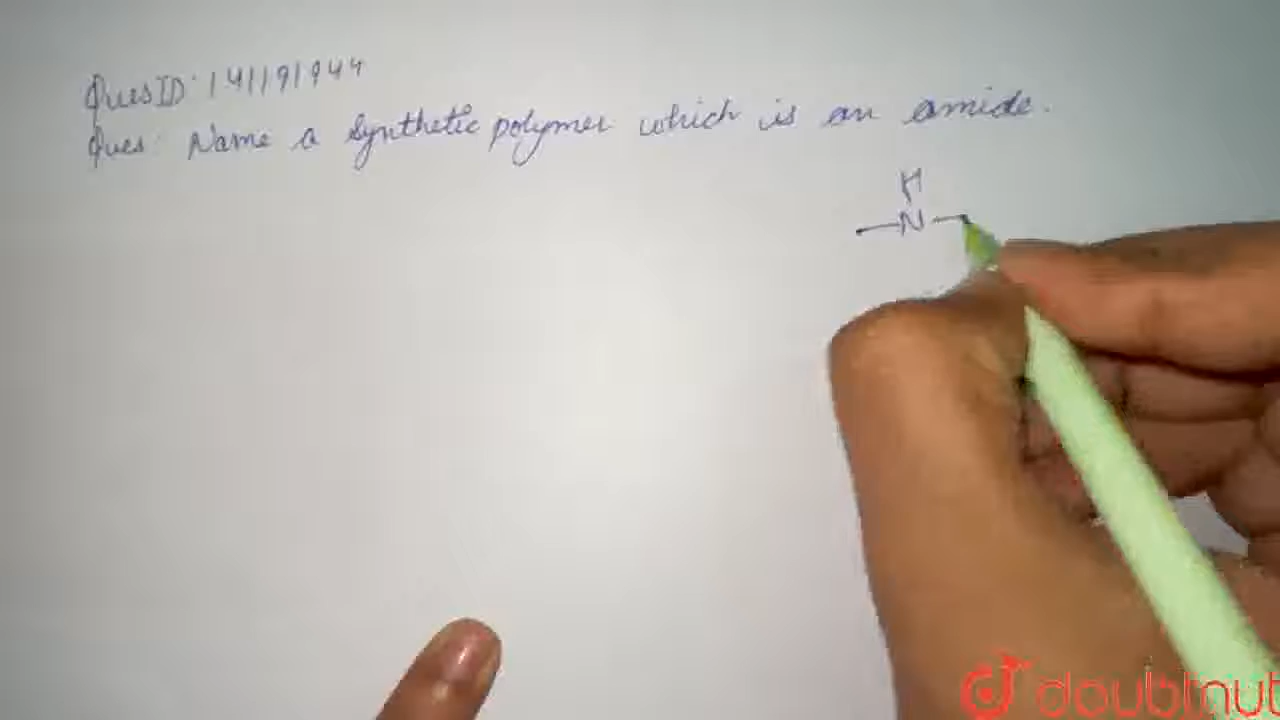 QuesID: 141191944
Ques: Name a synthetic polymer which is an amide.
H
—N—
doubtnut